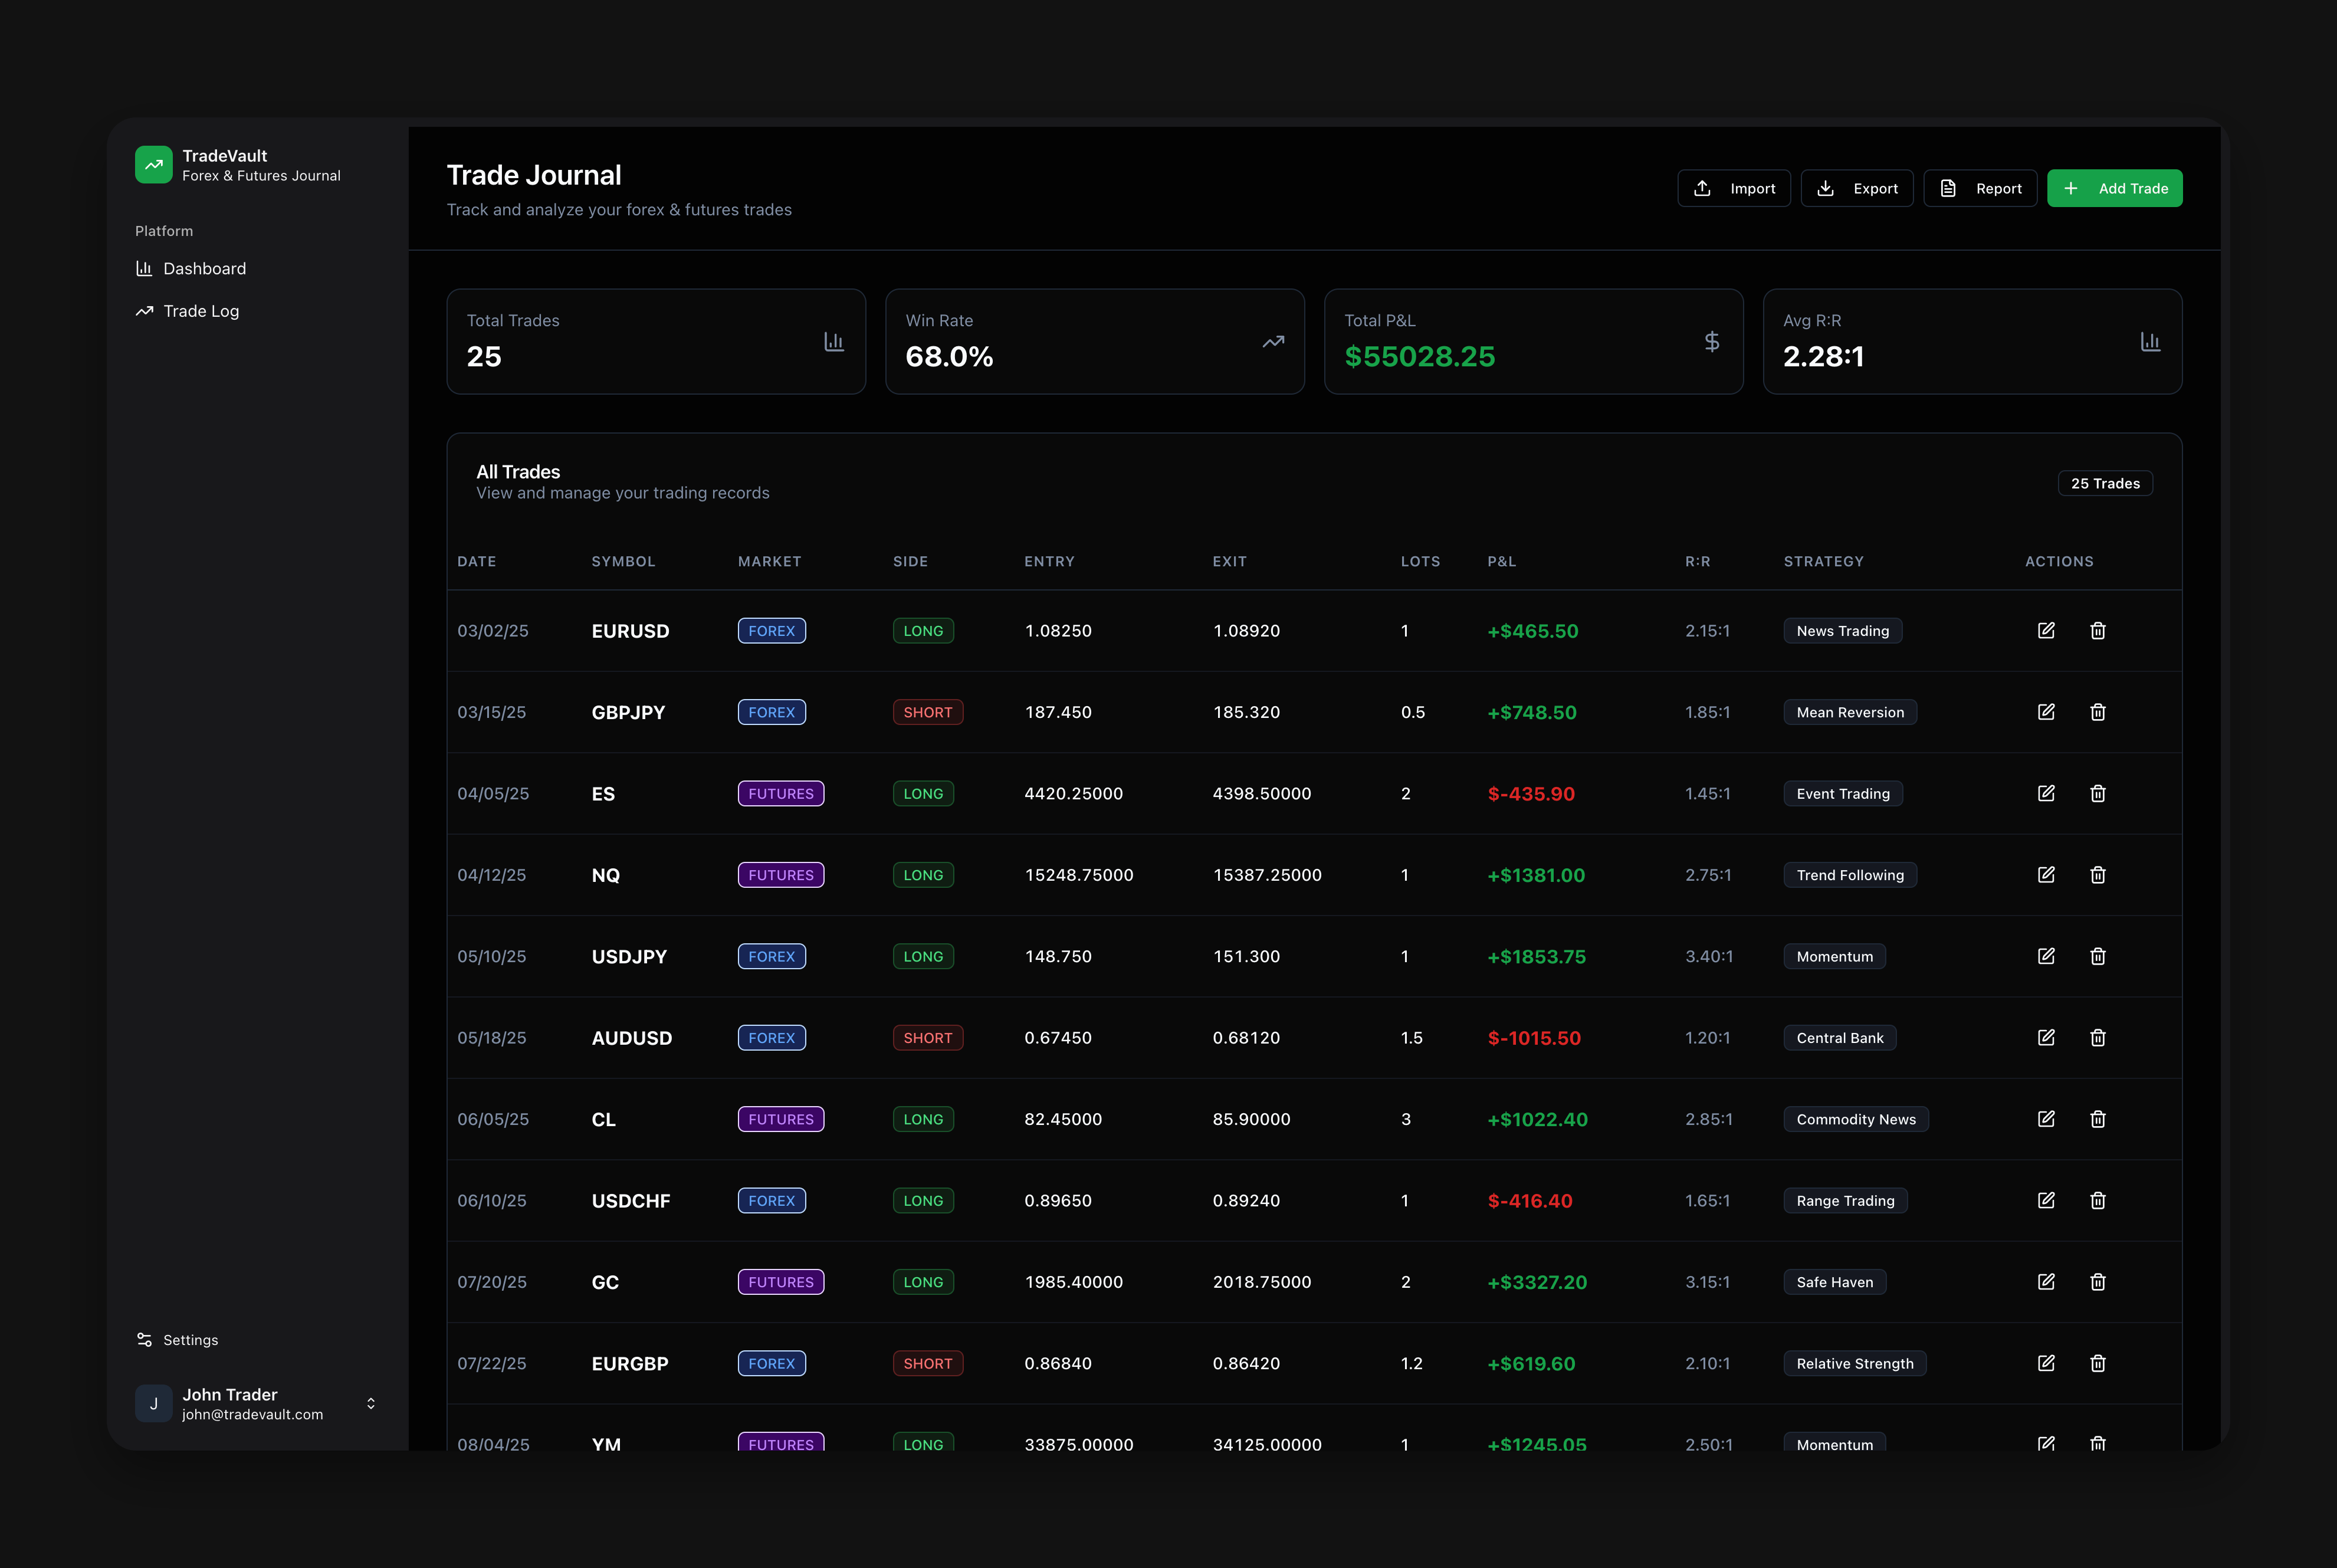 TradeVault
Forex & Futures Journal
Platform
Dashboard
Trade Log
Settings
J
John Trader
john@tradevault.com
Trade Journal
Track and analyze your forex & futures trades
Import
Export
Report
Add Trade
Total Trades
25
Win Rate
68.0%
Total P&L
$55028.25
Avg R:R
2.28:1
All Trades
View and manage your trading records
25 Trades
DATE SYMBOL MARKET SIDE ENTRY EXIT LOTS P&L R:R STRATEGY ACTIONS
03/02/25 EURUSD FOREX LONG 1.08250 1.08920 1 +$465.50 2.15:1 News Trading
03/15/25 GBPJPY FOREX SHORT 187.450 185.320 0.5 +$748.50 1.85:1 Mean Reversion
04/05/25 ES FUTURES LONG 4420.25000 4398.50000 2 $-435.90 1.45:1 Event Trading
04/12/25 NQ FUTURES LONG 15248.75000 15387.25000 1 +$1381.00 2.75:1 Trend Following
05/10/25 USDJPY FOREX LONG 148.750 151.300 1 +$1853.75 3.40:1 Momentum
05/18/25 AUDUSD FOREX SHORT 0.67450 0.68120 1.5 $-1015.50 1.20:1 Central Bank
06/05/25 CL FUTURES LONG 82.45000 85.90000 3 +$1022.40 2.85:1 Commodity News
06/10/25 USDCHF FOREX LONG 0.89650 0.89240 1 $-416.40 1.65:1 Range Trading
07/20/25 GC FUTURES LONG 1985.40000 2018.75000 2 +$3327.20 3.15:1 Safe Haven
07/22/25 EURGBP FOREX SHORT 0.86840 0.86420 1.2 +$619.60 2.10:1 Relative Strength
08/04/25 YM FUTURES LONG 33875.00000 34125.00000 1 +$1245.05 2.50:1 Momentum